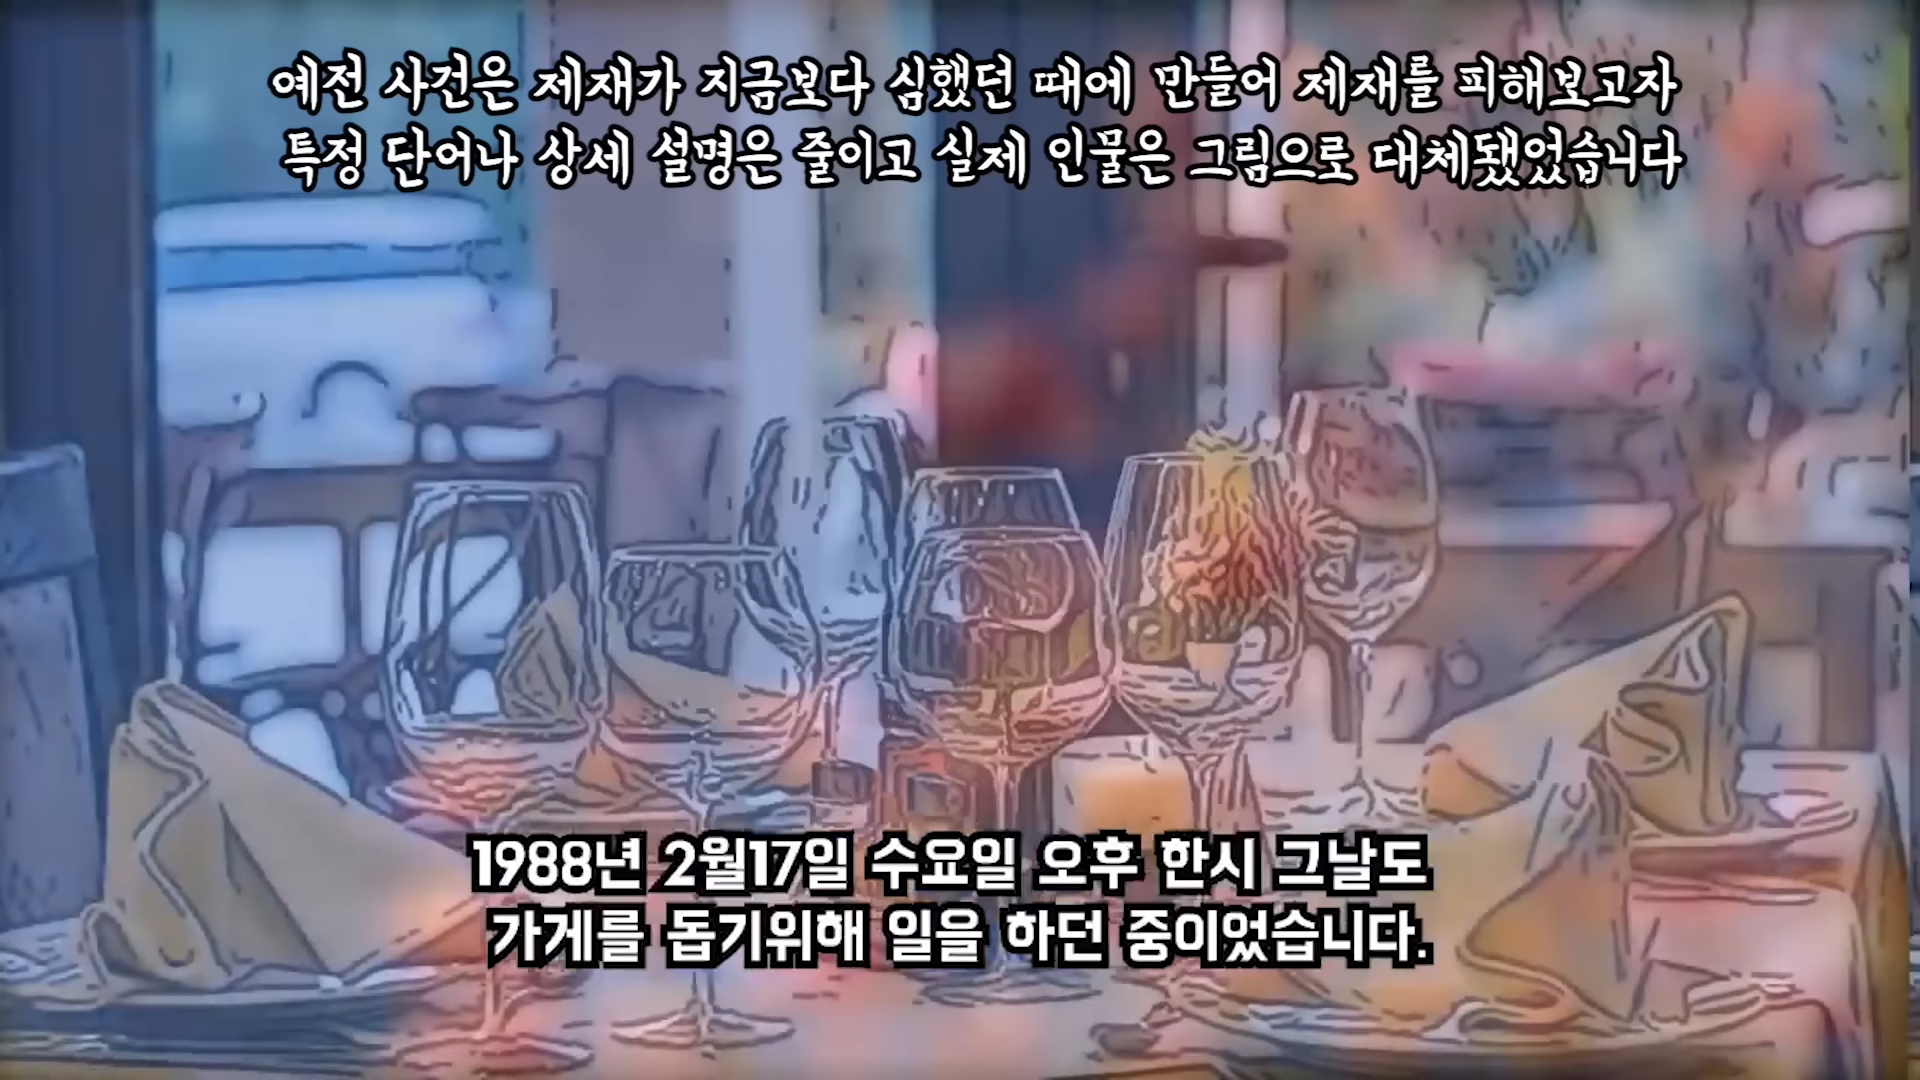 예전 사건은 제재가 지금보다 심했던 때에 만들어 제재를 피해보고자
특정 단어나 상세 설명은 줄이고 실제 인물은 그림으로 대체됐었습니다
1988년 2월17일 수요일 오후 한시 그날도
가게를 돕기위해 일을 하던 중이었습니다.